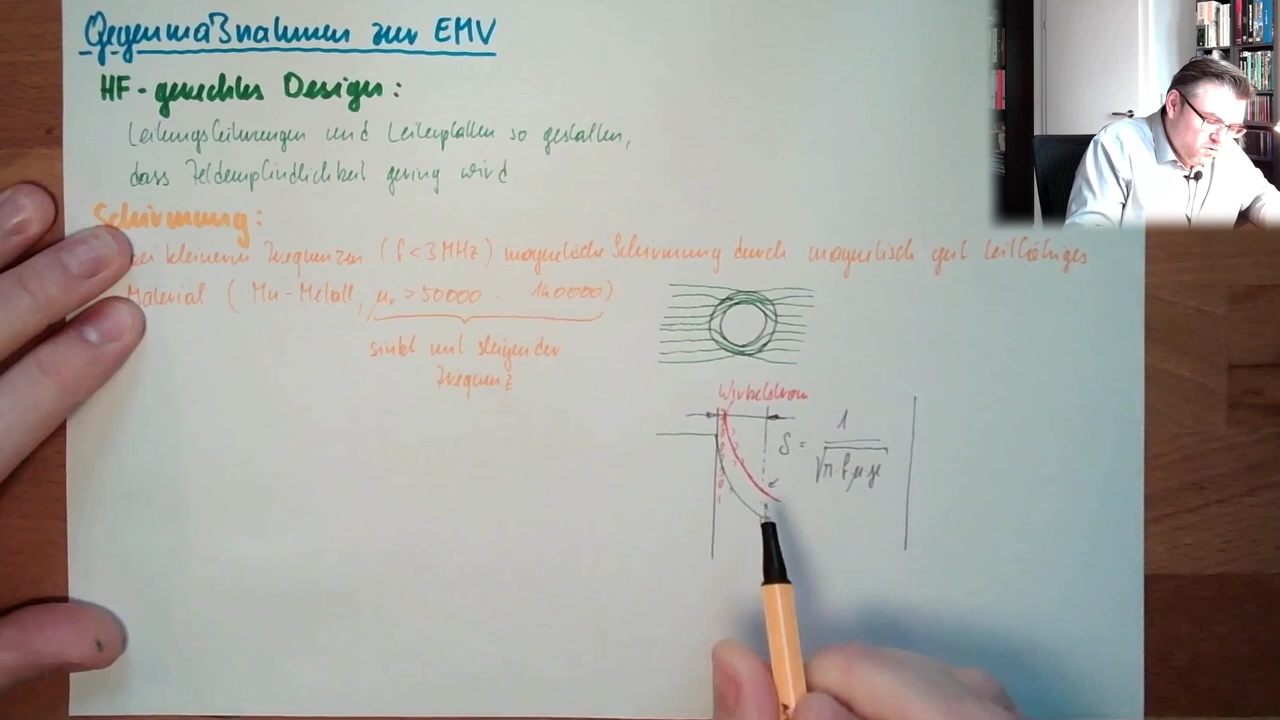 Gegenmaßnahmen zur EMV
HF-gerechtes Design:
Leitungsführungen und Leiterplatten so gestalten,
dass Feldempfindlichkeit gering wird
Schirmung:
bei kleineren Frequenzen (f < 3 MHz) magnetische Schirmung durch magnetisch gut leitfähiges
Material (Mu-Metall, μr > 50000 ... 140000)
sinkt mit steigender
Frequenz
Wirbelstrom
δ = 1/√(π·f·μ·γ)